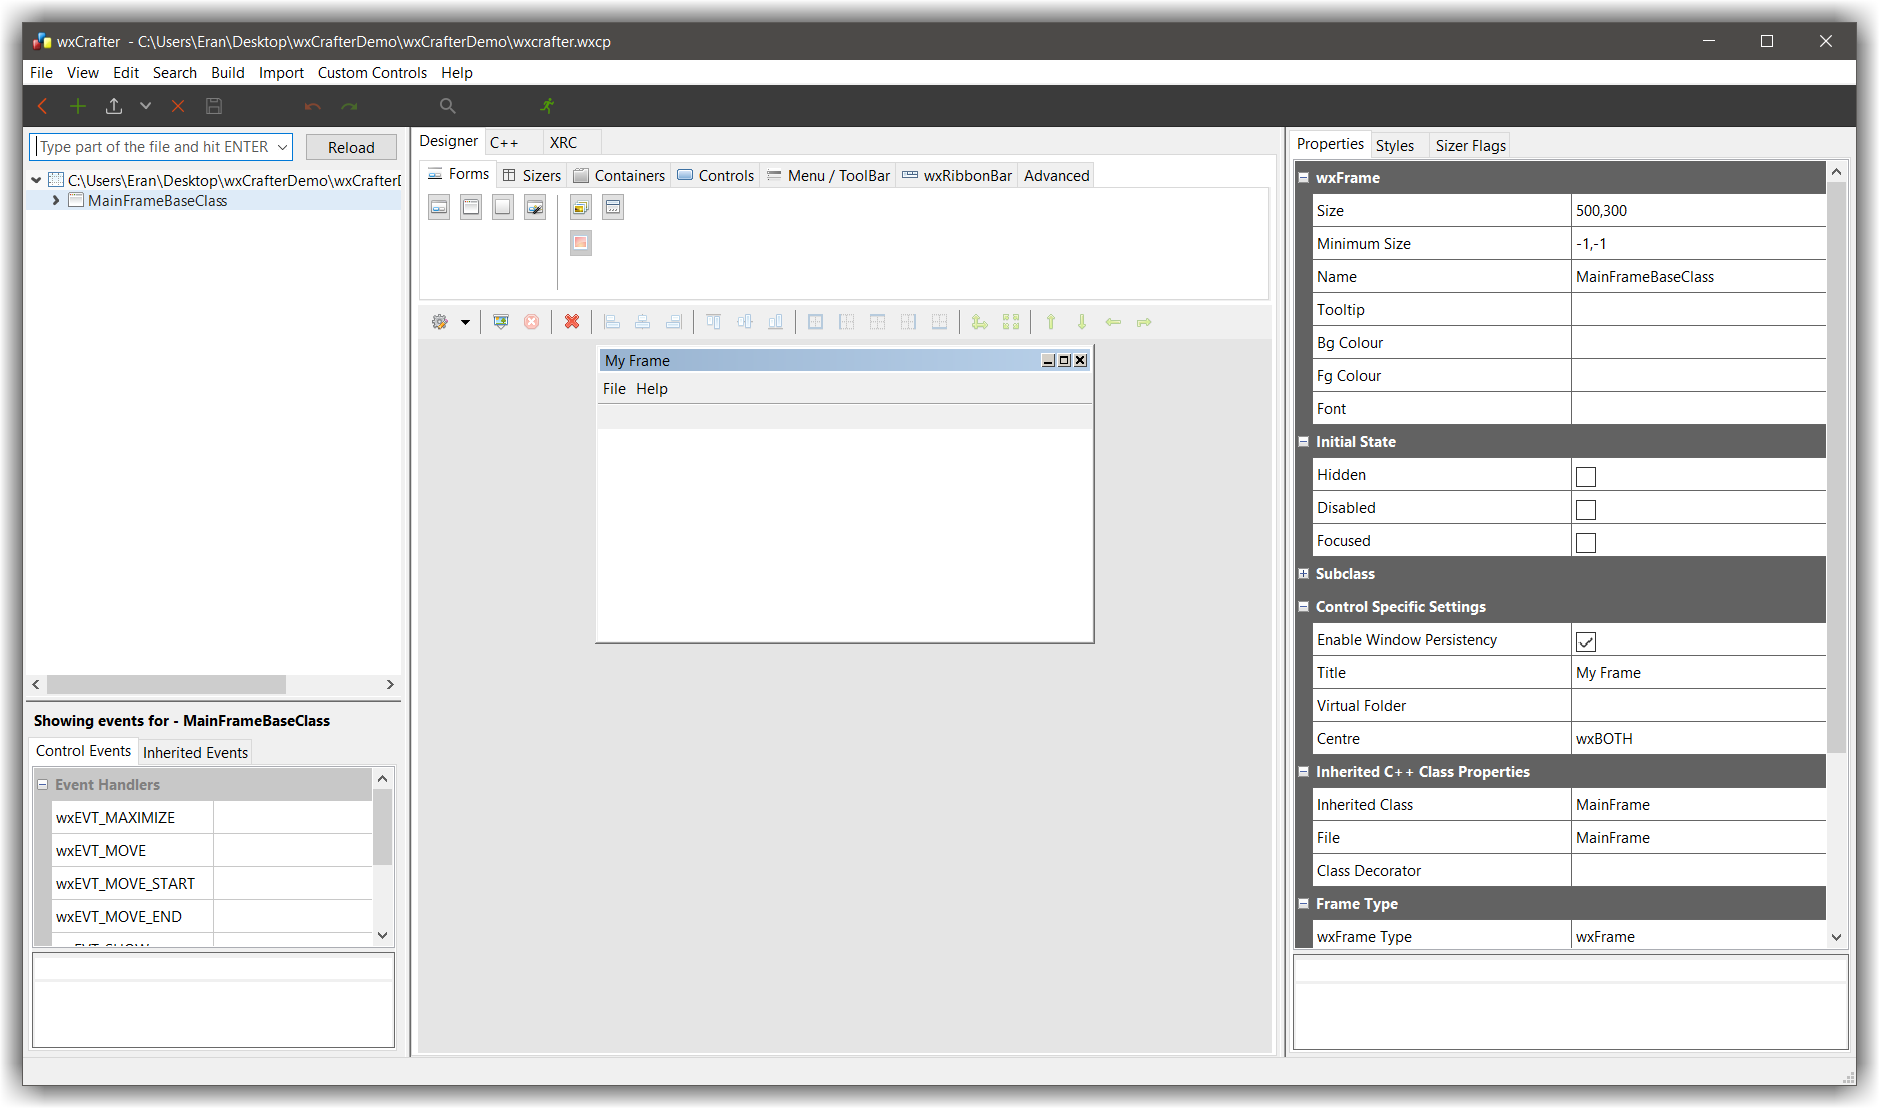 wxCrafter - C:\Users\Eran\Desktop\wxCrafterDemo\wxCrafterDemo\wxcrafter.wxcp
File View Edit Search Build Import Custom Controls Help
Type part of the file and hit ENTER
Reload
C:\Users\Eran\Desktop\wxCrafterDemo\wxCrafterD
MainFrameBaseClass
Showing events for - MainFrameBaseClass
Control Events Inherited Events
Event Handlers
wxEVT_MAXIMIZE
wxEVT_MOVE
wxEVT_MOVE_START
wxEVT_MOVE_END
Designer C++ XRC
Forms Sizers Containers Controls Menu / ToolBar wxRibbonBar Advanced
My Frame
File Help
Properties Styles Sizer Flags
wxFrame
Size 500,300
Minimum Size -1,-1
Name MainFrameBaseClass
Tooltip
Bg Colour
Fg Colour
Font
Initial State
Hidden
Disabled
Focused
Subclass
Control Specific Settings
Enable Window Persistency
Title My Frame
Virtual Folder
Centre wxBOTH
Inherited C++ Class Properties
Inherited Class MainFrame
File MainFrame
Class Decorator
Frame Type
wxFrame Type wxFrame